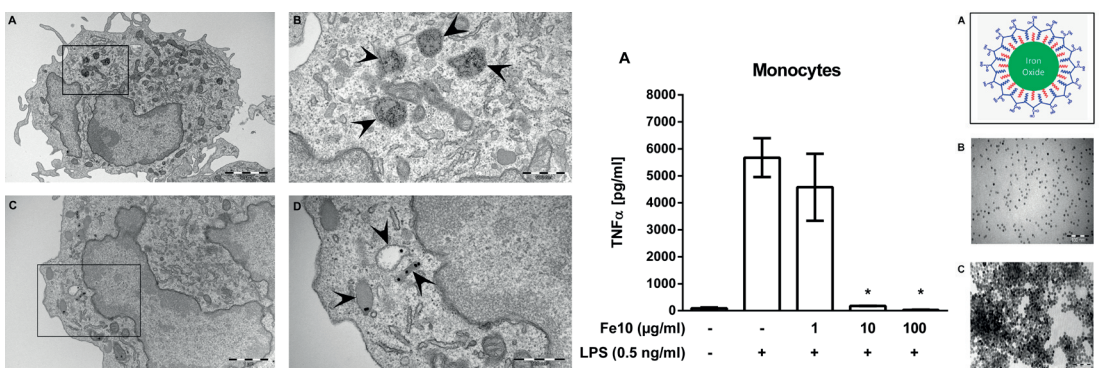 A
B
C
D
A
Monocytes
TNFα [pg/ml]
8000
7000
6000
5000
4000
3000
2000
1000
0
*
*
Fe10 (μg/ml) - - 1 10 100
LPS (0.5 ng/ml) - + + + +
A
Iron
Oxide
B
C